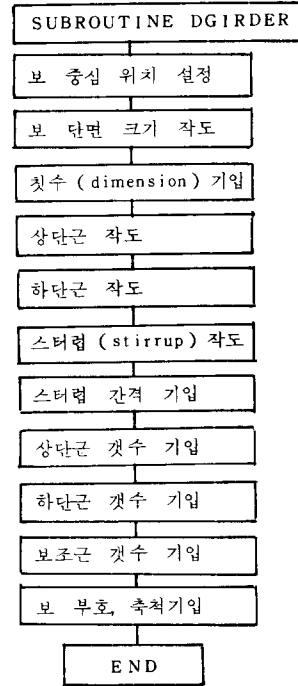 SUBROUTINE DGIRDER
보 중심 위치 설정
보 단면 크기 작도
칫수 (dimension) 기입
상단근 작도
하단근 작도
스터럽 (stirrup) 작도
스터럽 간격 기입
상단근 갯수 기입
하단근 갯수 기입
보조근 갯수 기입
보 부호, 축척기입
END